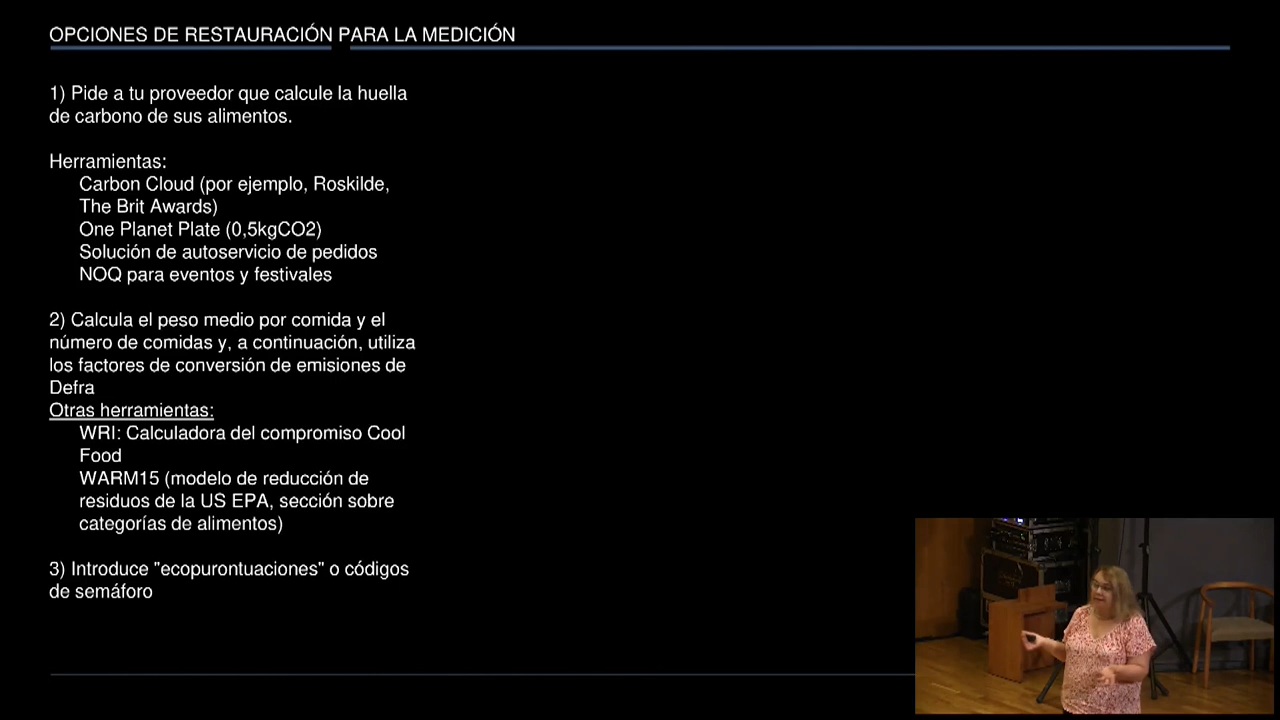 OPCIONES DE RESTAURACIÓN PARA LA MEDICIÓN
1) Pide a tu proveedor que calcule la huella
de carbono de sus alimentos.
Herramientas:
Carbon Cloud (por ejemplo, Roskilde,
The Brit Awards)
One Planet Plate (0,5kgCO2)
Solución de autoservicio de pedidos
NOQ para eventos y festivales
2) Calcula el peso medio por comida y el
número de comidas y, a continuación, utiliza
los factores de conversión de emisiones de
Defra
Otras herramientas:
WRI: Calculadora del compromiso Cool
Food
WARM15 (modelo de reducción de
residuos de la US EPA, sección sobre
categorías de alimentos)
3) Introduce "ecopurontuaciones" o códigos
de semáforo